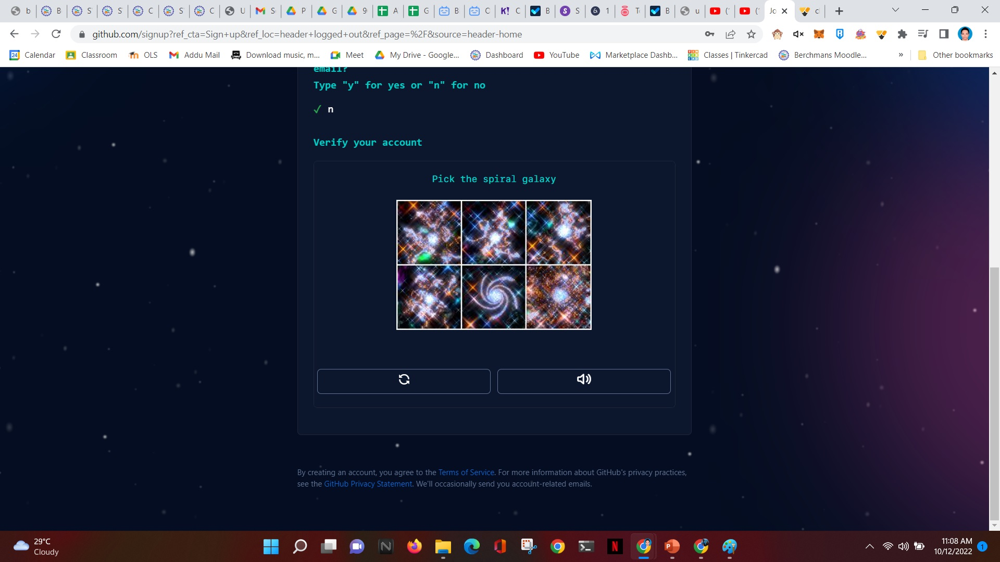 b
B
S
S
C
S
C
U
S
P
G
9
A
G
B
C
K! C
B
S
1
T
B
u
(
(
Jo
c
github.com/signup?ref_cta=Sign+up&ref_loc=header+logged+out&ref_page=%2F&source=header-home
Calendar
Classroom
OLS
Addu Mail
Download music, m...
Meet
My Drive - Google...
Dashboard
YouTube
Marketplace Dashb...
Classes | Tinkercad
Berchmans Moodle...
»
Other bookmarks
email?
Type "y" for yes or "n" for no
✓ n
Verify your account
Pick the spiral galaxy
By creating an account, you agree to the Terms of Service. For more information about GitHub's privacy practices,
see the GitHub Privacy Statement. We'll occasionally send you account-related emails.
29°C
Cloudy
11:08 AM
10/12/2022
1